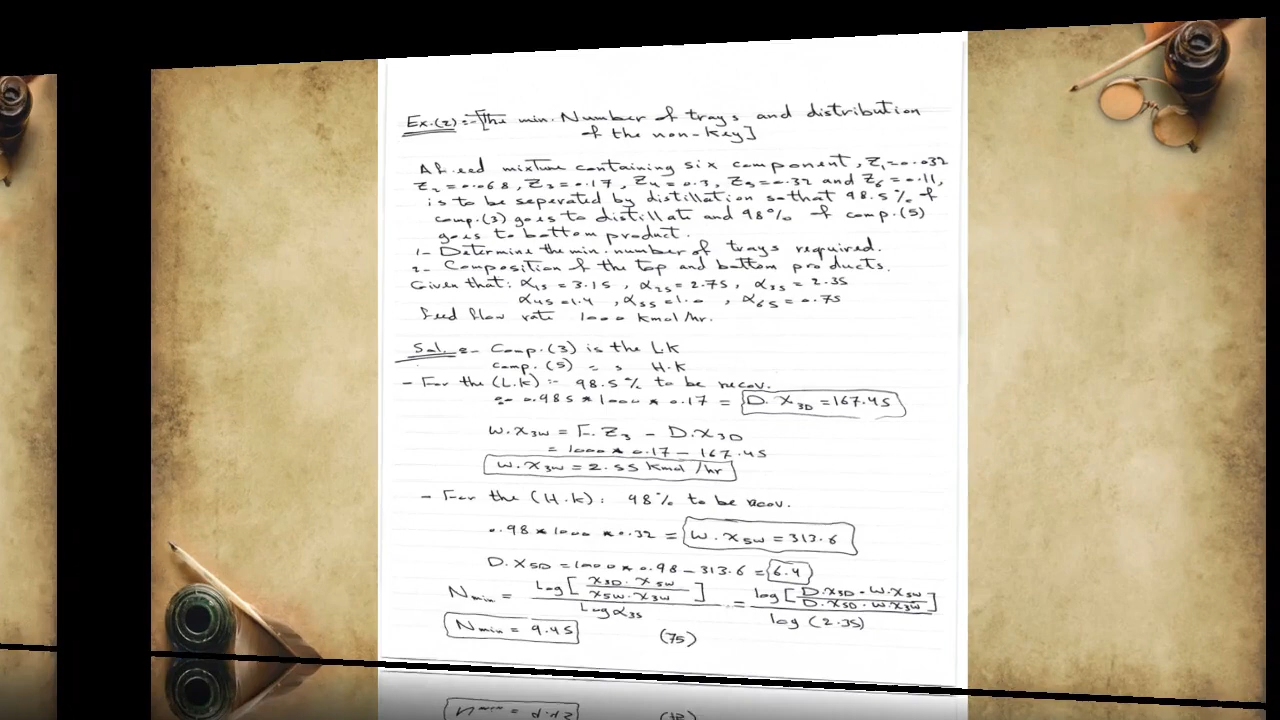 Ex.(2):-[The min. Number of trays and distribution
of the non-key]
A feed mixture containing six component, Z1=0.032
Z2=0.068, Z3=0.17, Z4=0.3, Z5=0.32 and Z6=0.11,
is to be seperated by distillation so that 98.5% of
comp.(3) goes to distillate and 98% of comp.(5)
goes to bottom product.
1- Determine the min. number of trays required.
2- Composition of the top and bottom products.
Given that: α15 = 3.15, α25 = 2.75, α35 = 2.35
α45=1.4, α55=1.0, α65=0.75
Feed flow rate 1000 kmol/hr.
Sol.:- Comp.(3) is the LK
comp.(5) = = H.K
- For the (L.K):- 98.5% to be recov.
∴ 0.985 * 1000 * 0.17 = D.X3D = 167.45
W.X3W = F.Z3 - D.X3D
= 1000 * 0.17 - 167.45
W.X3W = 2.55 kmol/hr
- For the (H.K): 98% to be recov.
0.98 * 1000 * 0.32 = W.X5W = 313.6
D.X5D = 1000 * 0.98 - 313.6 = 6.4
Nmin = Log[X3D.X5W / X5W.X3W] / Log α35 = log[D.X3D.W.X5W / D.X5D.W.X3W] / log(2.35)
Nmin = 9.45 (75)